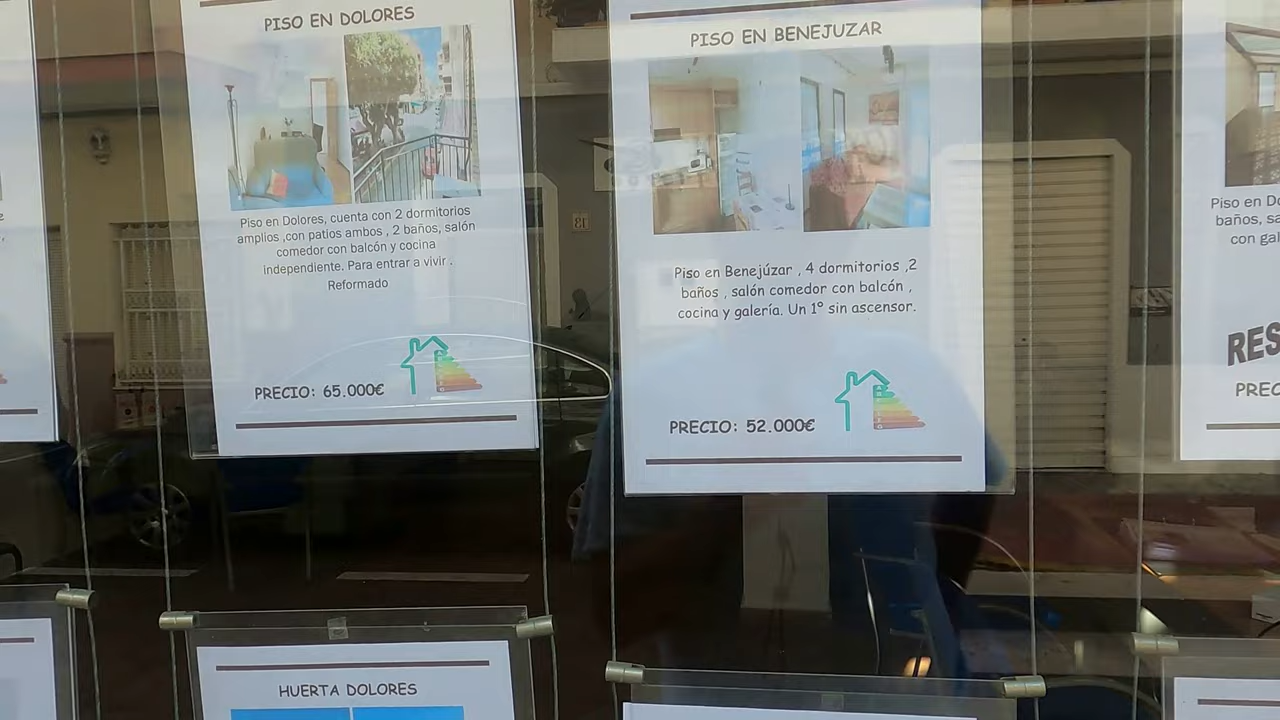 PISO EN DOLORES
Piso en Dolores, cuenta con 2 dormitorios
amplios ,con patios ambos , 2 baños, salón
comedor con balcón y cocina
independiente. Para entrar a vivir .
Reformado
PRECIO: 65.000€
PISO EN BENEJUZAR
Piso en Benejúzar , 4 dormitorios ,2
baños , salón comedor con balcón ,
cocina y galería. Un 1º sin ascensor.
PRECIO: 52.000€
Piso en Do
baños, sa
con gal
RES
PREC
HUERTA DOLORES